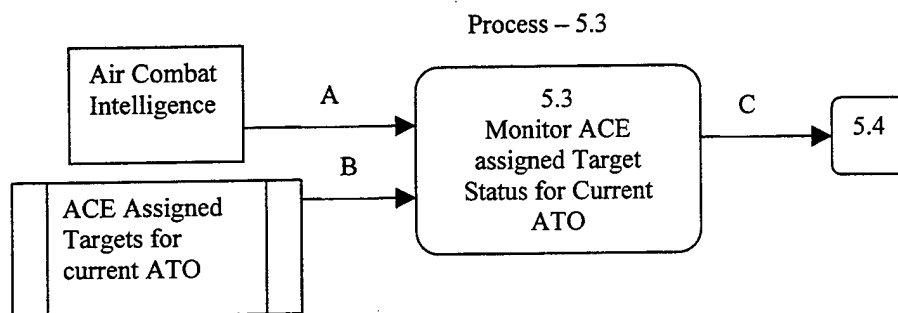 Process – 5.3
Air Combat
Intelligence
A
5.3
Monitor ACE
assigned Target
Status for Current
ATO
C
5.4
B
ACE Assigned
Targets for
current ATO